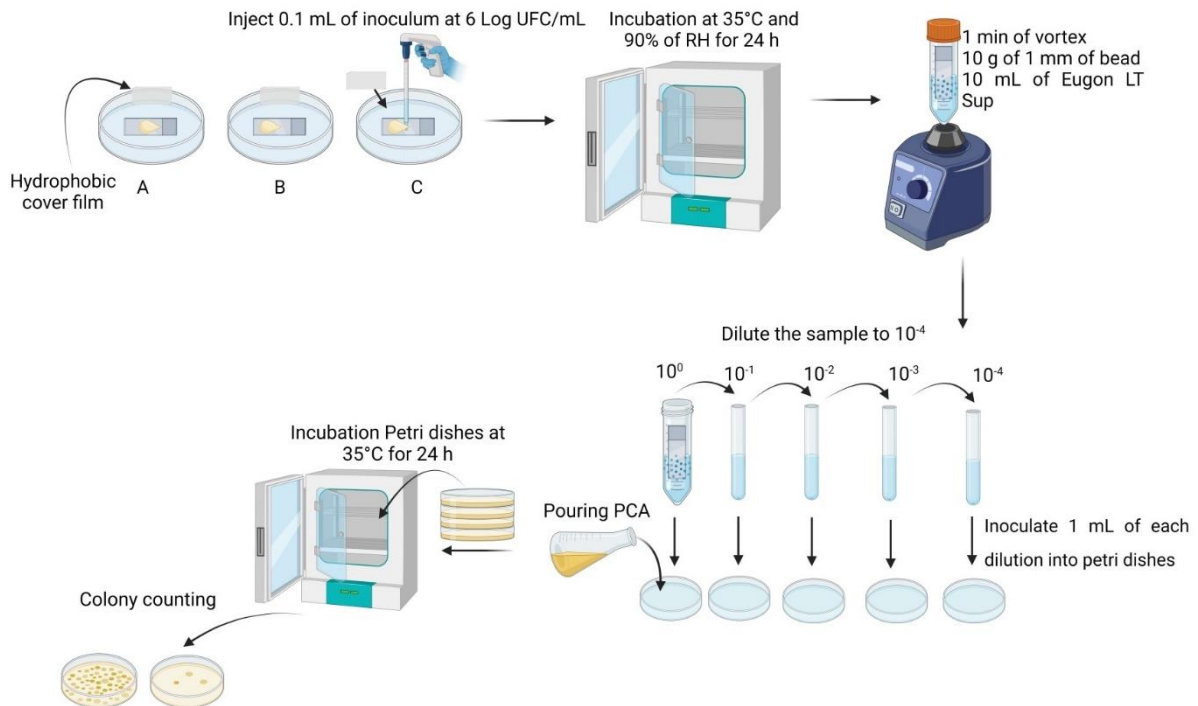 Inject 0.1 mL of inoculum at 6 Log UFC/mL
Hydrophobic
cover film
A
B
C
Incubation at 35°C and
90% of RH for 24 h
1 min of vortex
10 g of 1 mm of bead
10 mL of Eugon LT
Sup
Dilute the sample to 10⁻⁴
10⁰
10⁻¹
10⁻²
10⁻³
10⁻⁴
Inoculate 1 mL of each
dilution into petri dishes
Pouring PCA
Incubation Petri dishes at
35°C for 24 h
Colony counting